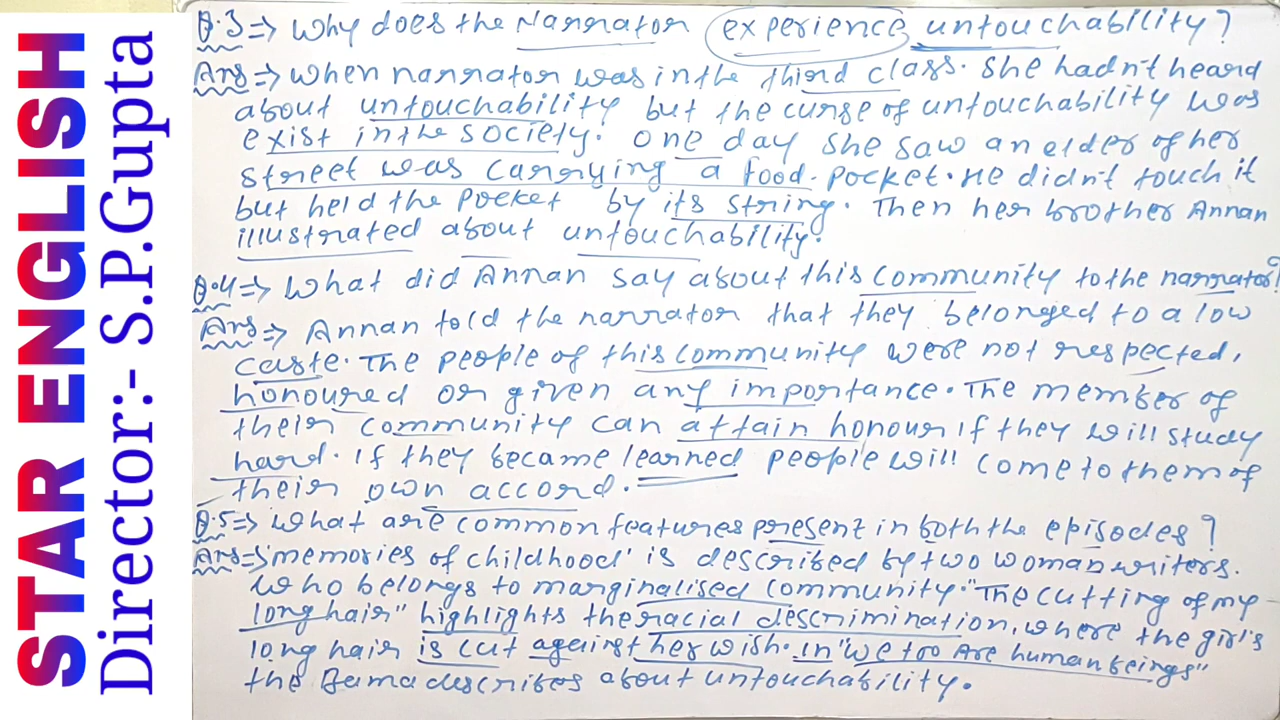 STAR ENGLISH
Director:- S.P.Gupta
Q.3⇒ Why does the Narrator experience untouchability?
Ans⇒ When narrator was in the third class. She hadn't heard
about untouchability but the curse of untouchability was
exist in the society. One day she saw an elder of her
street was carrying a food. pocket. He didn't touch it
but held the pocket by its string. Then her brother Annan
illustrated about untouchability.
Q.4⇒ What did Annan say about this community to the narrator?
Ans⇒ Annan told the narrator that they belonged to a low
caste. The people of this community were not respected,
honoured or given any importance. The member of
their community can attain honour if they will study
hard. If they became learned people will come to them of
their own accord.
Q.5⇒ What are common features present in both the episodes?
Ans⇒ 'memories of childhood' is described by two woman writers.
who belongs to marginalised community. "The cutting of my
long hair" highlights the racial descrimination, where the girl's
long hair is cut against her wish. in "we too are human beings"
the Bama describes about untouchability.